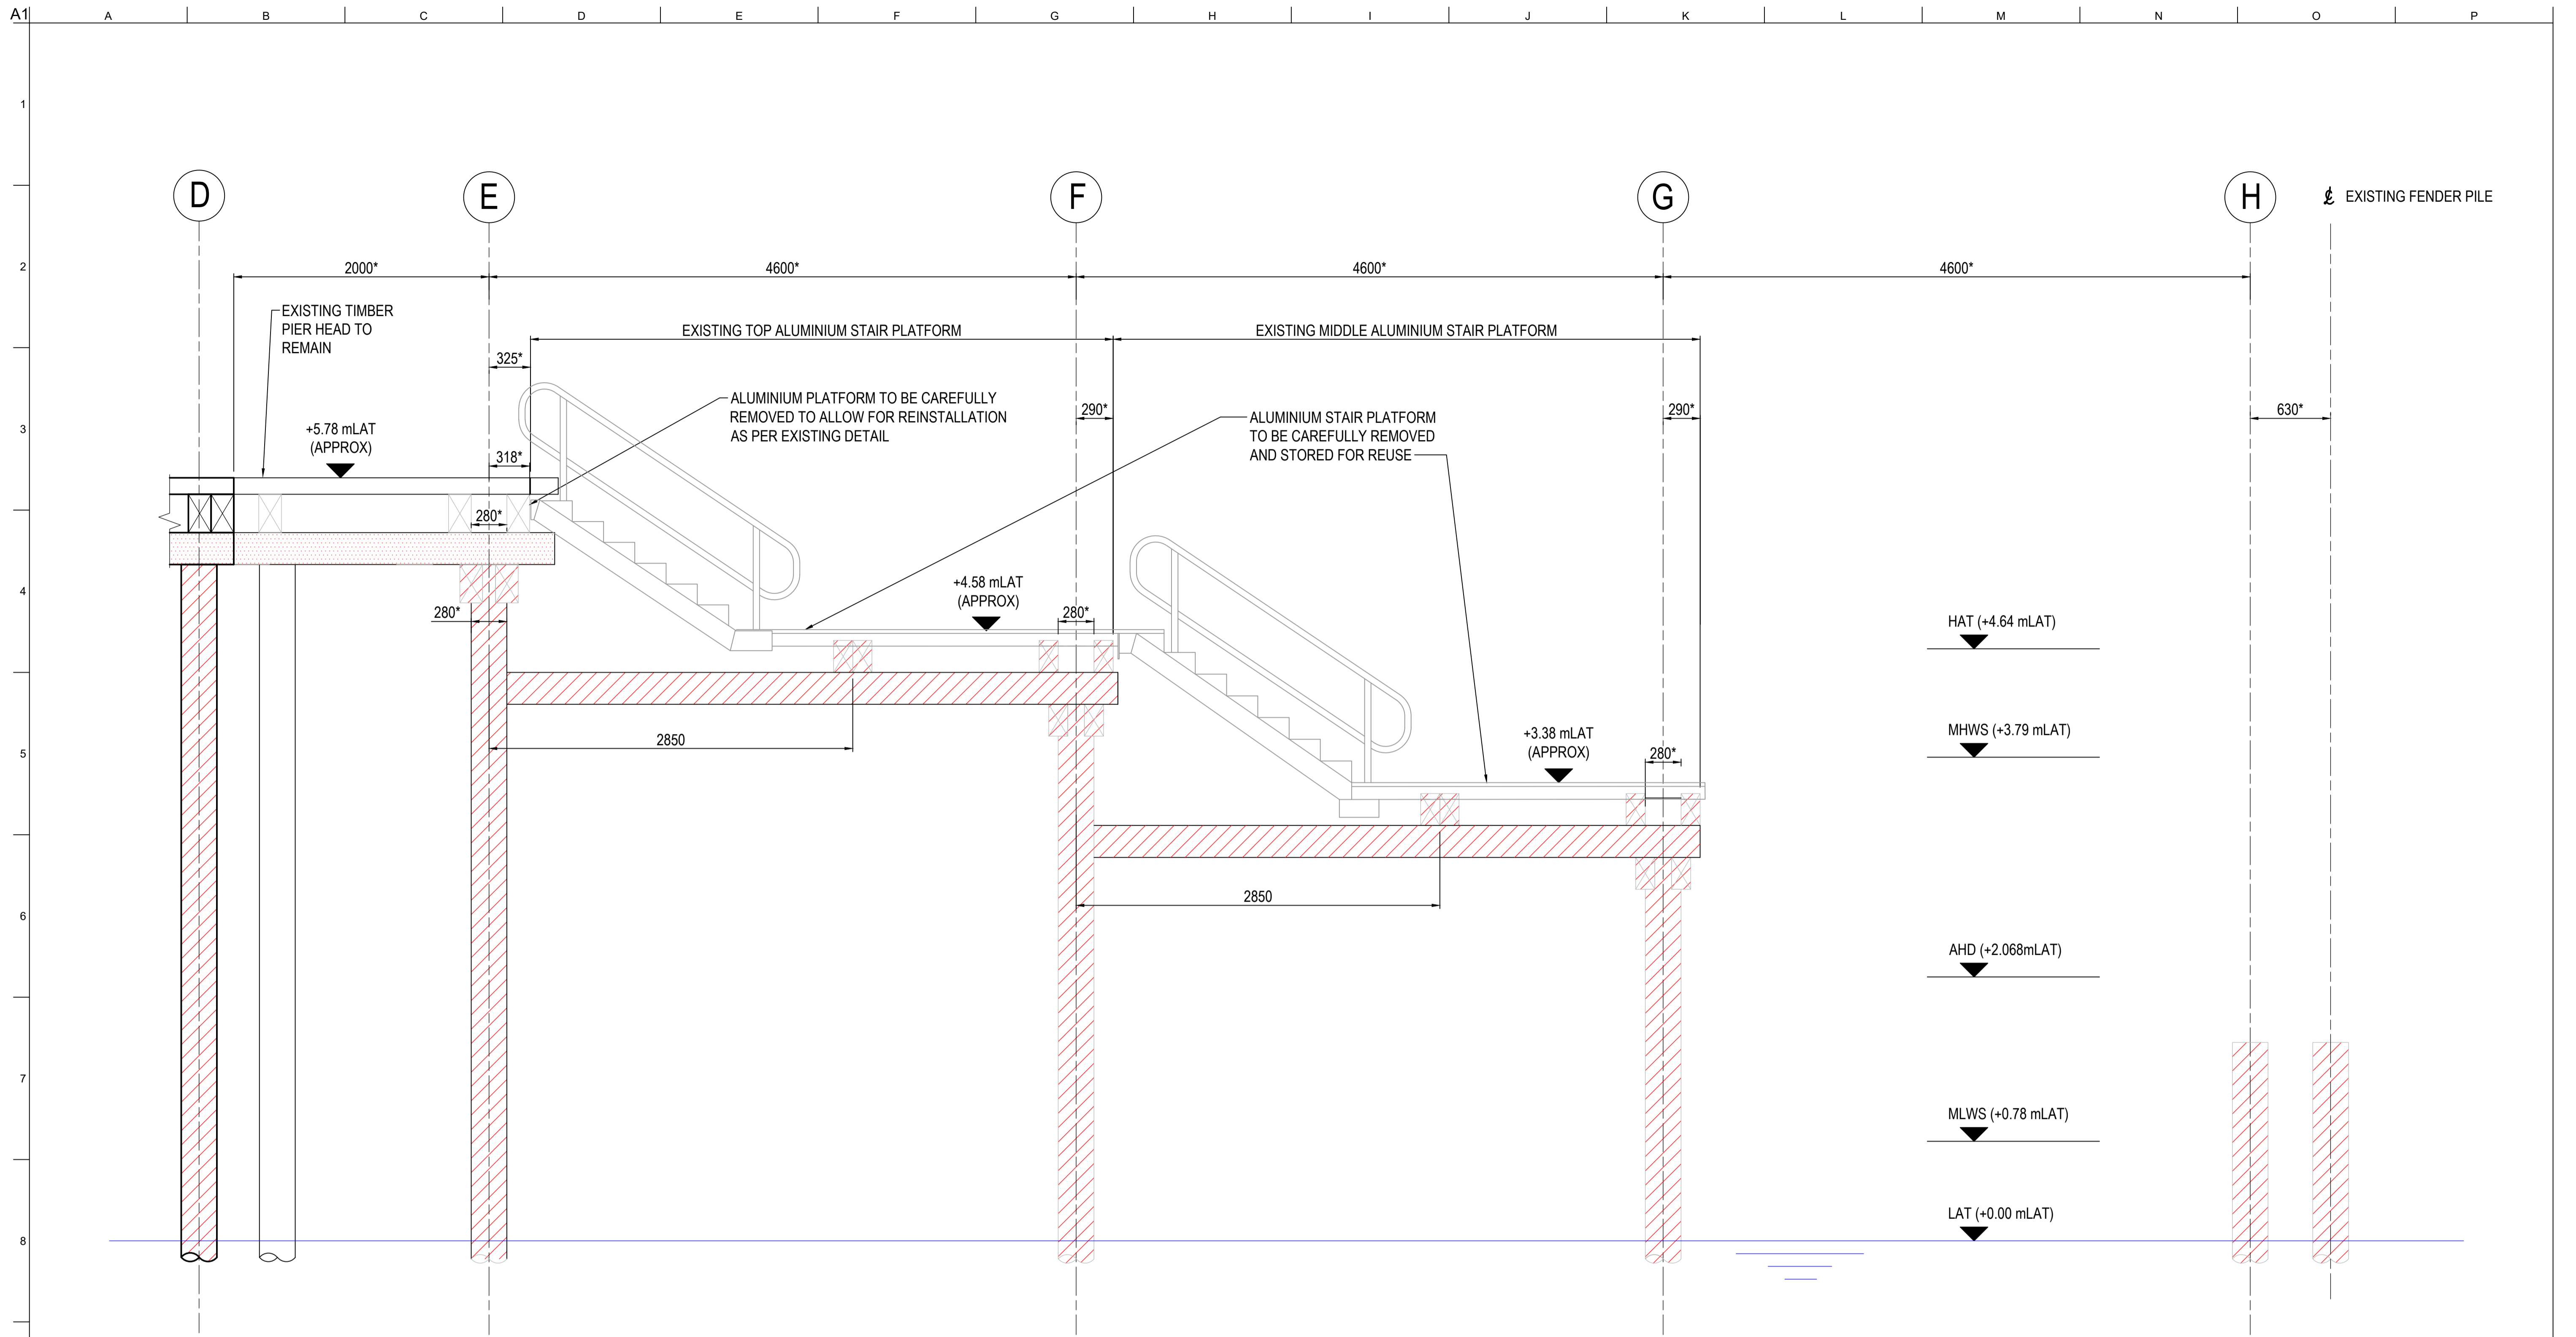 A1
A B C D E F G H I J K L M N O P
1
2
3
4
5
6
7
8
D
E
F
G
H
℄ EXISTING FENDER PILE
2000*
4600*
4600*
4600*
EXISTING TIMBER
PIER HEAD TO
REMAIN
EXISTING TOP ALUMINIUM STAIR PLATFORM
EXISTING MIDDLE ALUMINIUM STAIR PLATFORM
325*
ALUMINIUM PLATFORM TO BE CAREFULLY
REMOVED TO ALLOW FOR REINSTALLATION
AS PER EXISTING DETAIL
290*
ALUMINIUM STAIR PLATFORM
TO BE CAREFULLY REMOVED
AND STORED FOR REUSE
290*
630*
+5.78 mLAT
(APPROX)
318*
280*
280*
+4.58 mLAT
(APPROX)
280*
HAT (+4.64 mLAT)
2850
+3.38 mLAT
(APPROX)
280*
MHWS (+3.79 mLAT)
2850
AHD (+2.068mLAT)
MLWS (+0.78 mLAT)
LAT (+0.00 mLAT)